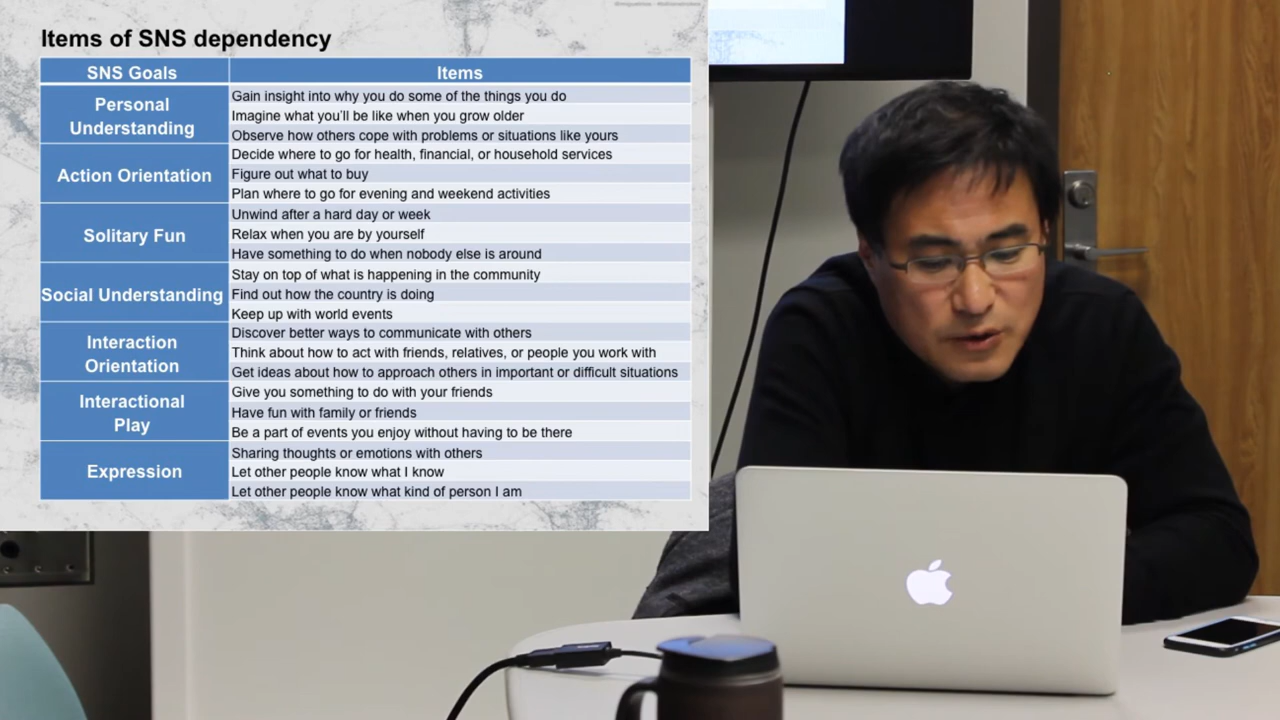 Items of SNS dependency
SNS Goals Items
Personal
Understanding
Gain insight into why you do some of the things you do
Imagine what you'll be like when you grow older
Observe how others cope with problems or situations like yours
Action Orientation
Decide where to go for health, financial, or household services
Figure out what to buy
Plan where to go for evening and weekend activities
Solitary Fun
Unwind after a hard day or week
Relax when you are by yourself
Have something to do when nobody else is around
Social Understanding
Stay on top of what is happening in the community
Find out how the country is doing
Keep up with world events
Interaction
Orientation
Discover better ways to communicate with others
Think about how to act with friends, relatives, or people you work with
Get ideas about how to approach others in important or difficult situations
Interactional
Play
Give you something to do with your friends
Have fun with family or friends
Be a part of events you enjoy without having to be there
Expression
Sharing thoughts or emotions with others
Let other people know what I know
Let other people know what kind of person I am